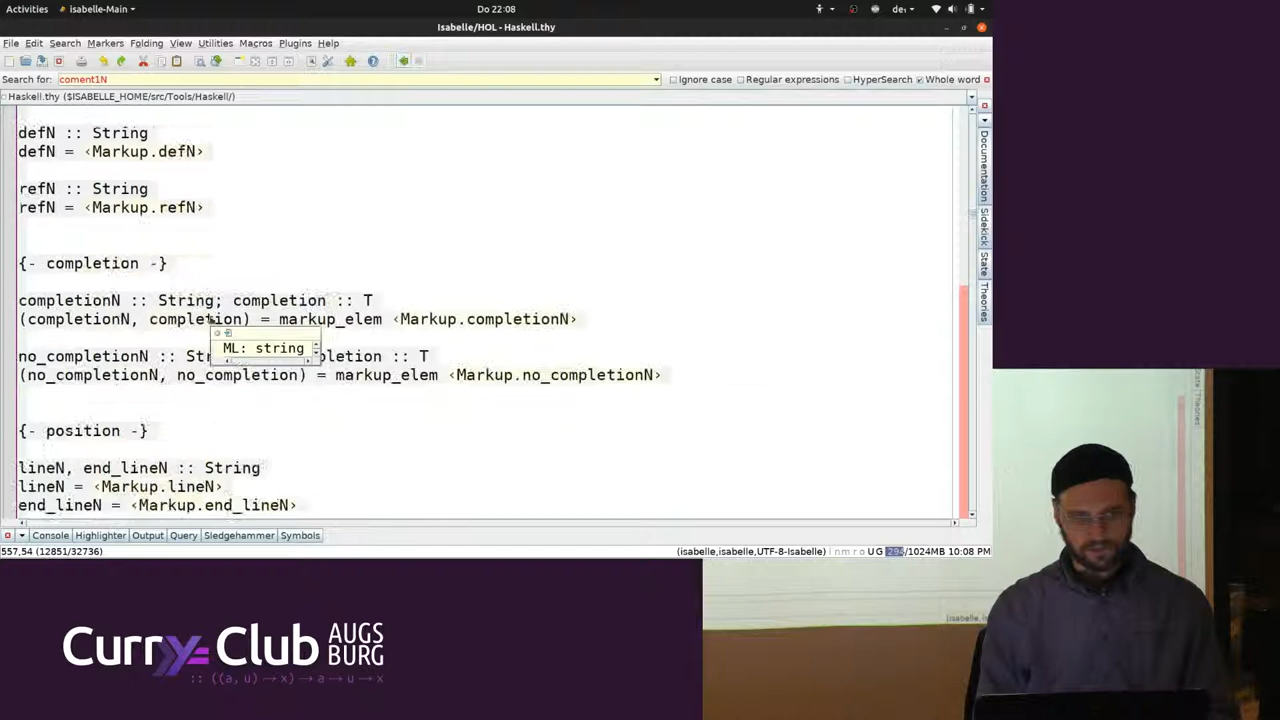 Activities isabelle-Main Do 22:08 de
Isabelle/HOL - Haskell.thy
File Edit Search Markers Folding View Utilities Macros Plugins Help
Search for: coment1N Ignore case Regular expressions HyperSearch Whole word
Haskell.thy ($ISABELLE_HOME/src/Tools/Haskell/)
defN :: String
defN = ‹Markup.defN›
refN :: String
refN = ‹Markup.refN›
{- completion -}
completionN :: String; completion :: T
(completionN, completion) = markup_elem ‹Markup.completionN›
ML: string
no_completionN :: Str pletion :: T
(no_completionN, no_completion) = markup_elem ‹Markup.no_completionN›
{- position -}
lineN, end_lineN :: String
lineN = ‹Markup.lineN›
end_lineN = ‹Markup.end_lineN›
Documentation
Sidekick
State
Theories
Console Highlighter Output Query Sledgehammer Symbols
557,54 (12851/32736) (isabelle,isabelle,UTF-8-Isabelle) | n m r o U G /1024MB 10:08 PM
Curry Club AUGS
BURG
:: ((a, u) → x) → a → u → x